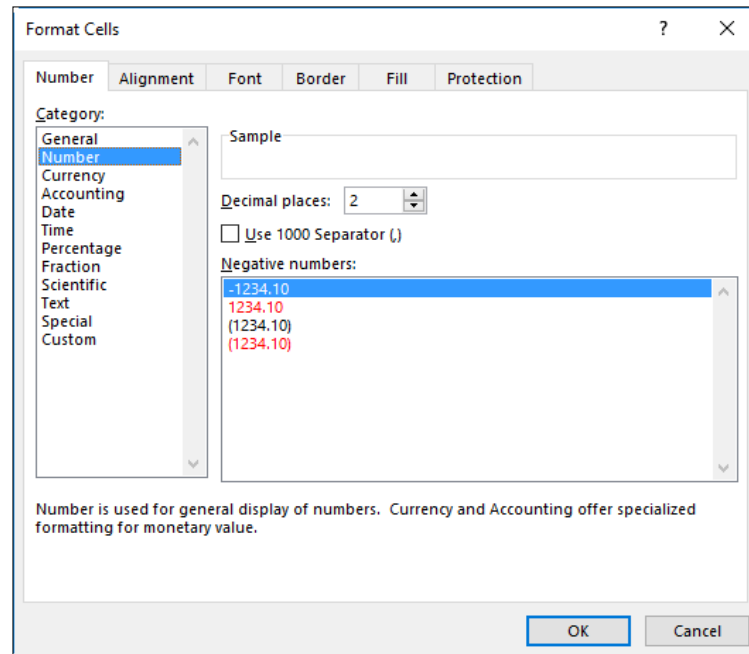 Format Cells
?
Number Alignment Font Border Fill Protection
Category:
General
Number
Currency
Accounting
Date
Time
Percentage
Fraction
Scientific
Text
Special
Custom
Sample
Decimal places: 2
Use 1000 Separator (,)
Negative numbers:
-1234.10
1234.10
(1234.10)
(1234.10)
Number is used for general display of numbers. Currency and Accounting offer specialized
formatting for monetary value.
OK Cancel